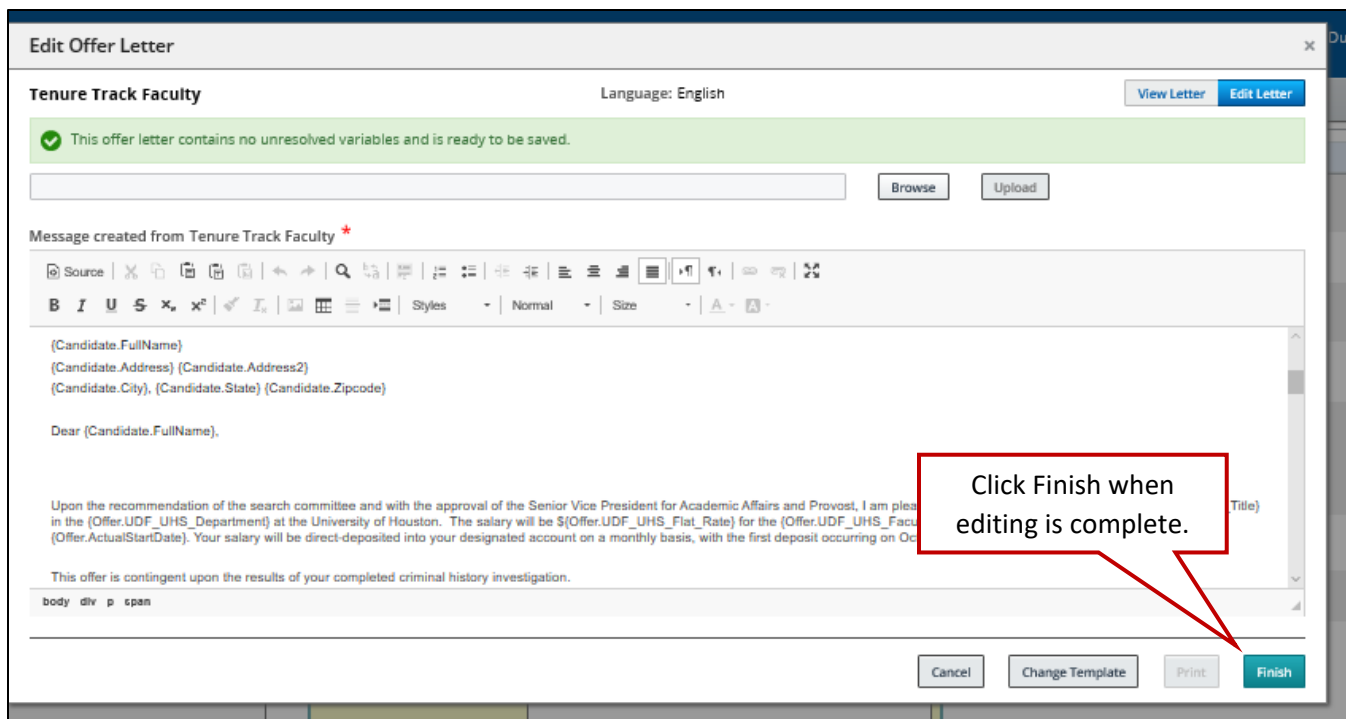 Du
Edit Offer Letter ×
Tenure Track Faculty Language: English View Letter Edit Letter
This offer letter contains no unresolved variables and is ready to be saved.
Browse Upload
Message created from Tenure Track Faculty *
Source
B I U S x x² Ix Styles Normal Size A A
{Candidate.FullName}
{Candidate.Address} {Candidate.Address2}
{Candidate.City}, {Candidate.State} {Candidate.Zipcode}
Dear {Candidate.FullName},
Upon the recommendation of the search committee and with the approval of the Senior Vice President for Academic Affairs and Provost, I am plea _Title}
in the {Offer.UDF_UHS_Department} at the University of Houston. The salary will be ${Offer.UDF_UHS_Flat_Rate} for the {Offer.UDF_UHS_Facu
{Offer.ActualStartDate}. Your salary will be direct-deposited into your designated account on a monthly basis, with the first deposit occurring on Oc
This offer is contingent upon the results of your completed criminal history investigation.
body div p span
Click Finish when
editing is complete.
Cancel Change Template Print Finish